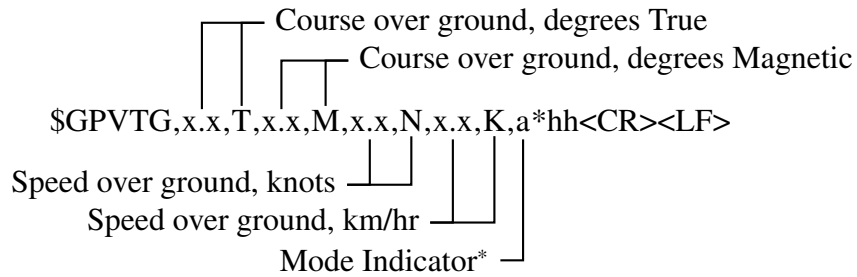 Course over ground, degrees True
Course over ground, degrees Magnetic
$GPVTG,x.x,T,x.x,M,x.x,N,x.x,K,a*hh<CR><LF>
Speed over ground, knots
Speed over ground, km/hr
Mode Indicator*